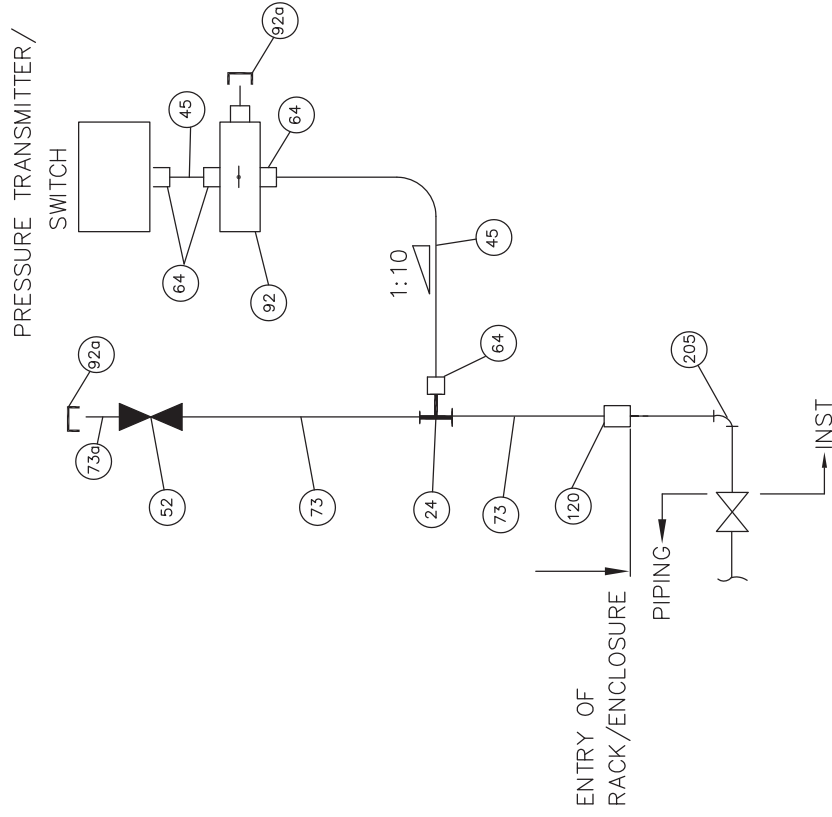 PRESSURE TRANSMITTER/
SWITCH
92a
45
64
64
92
1:10
45
92a
73a
52
73
64
24
73
120
205
ENTRY OF
RACK/ENCLOSURE
PIPING
INST